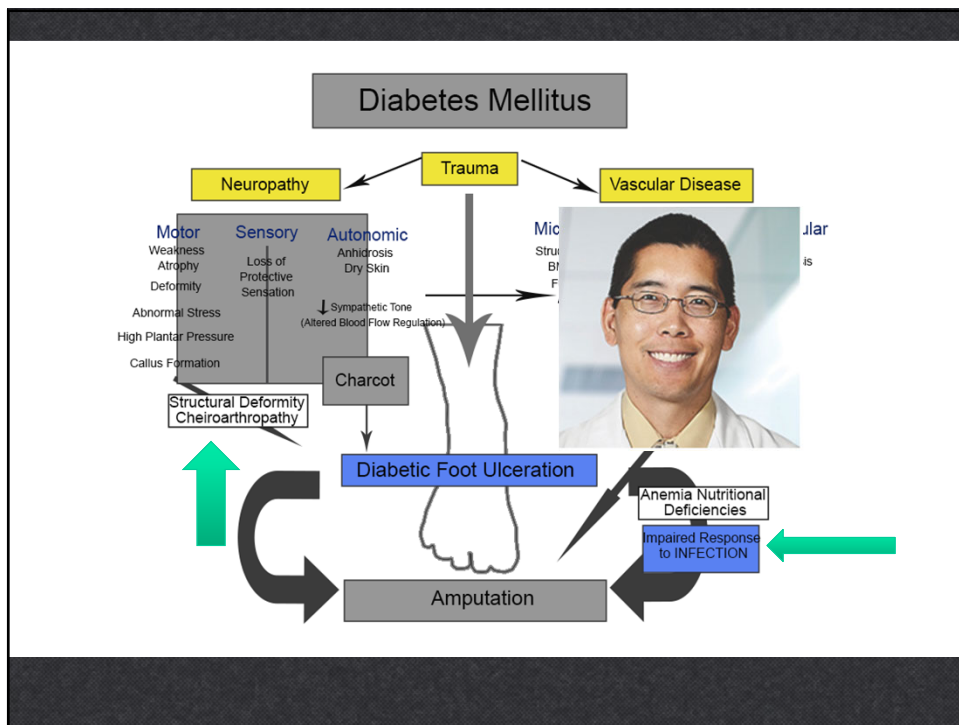 Diabetes Mellitus
Trauma
Neuropathy
Vascular Disease
Motor
Weakness
Atrophy
Deformity
Abnormal Stress
High Plantar Pressure
Callus Formation
Sensory
Loss of
Protective
Sensation
Autonomic
Anhidrosis
Dry Skin
Sympathetic Tone
(Altered Blood Flow Regulation)
Charcot
Structural Deformity
Cheiroarthropathy
Diabetic Foot Ulceration
Anemia Nutritional
Deficiencies
Impaired Response
to INFECTION
Amputation